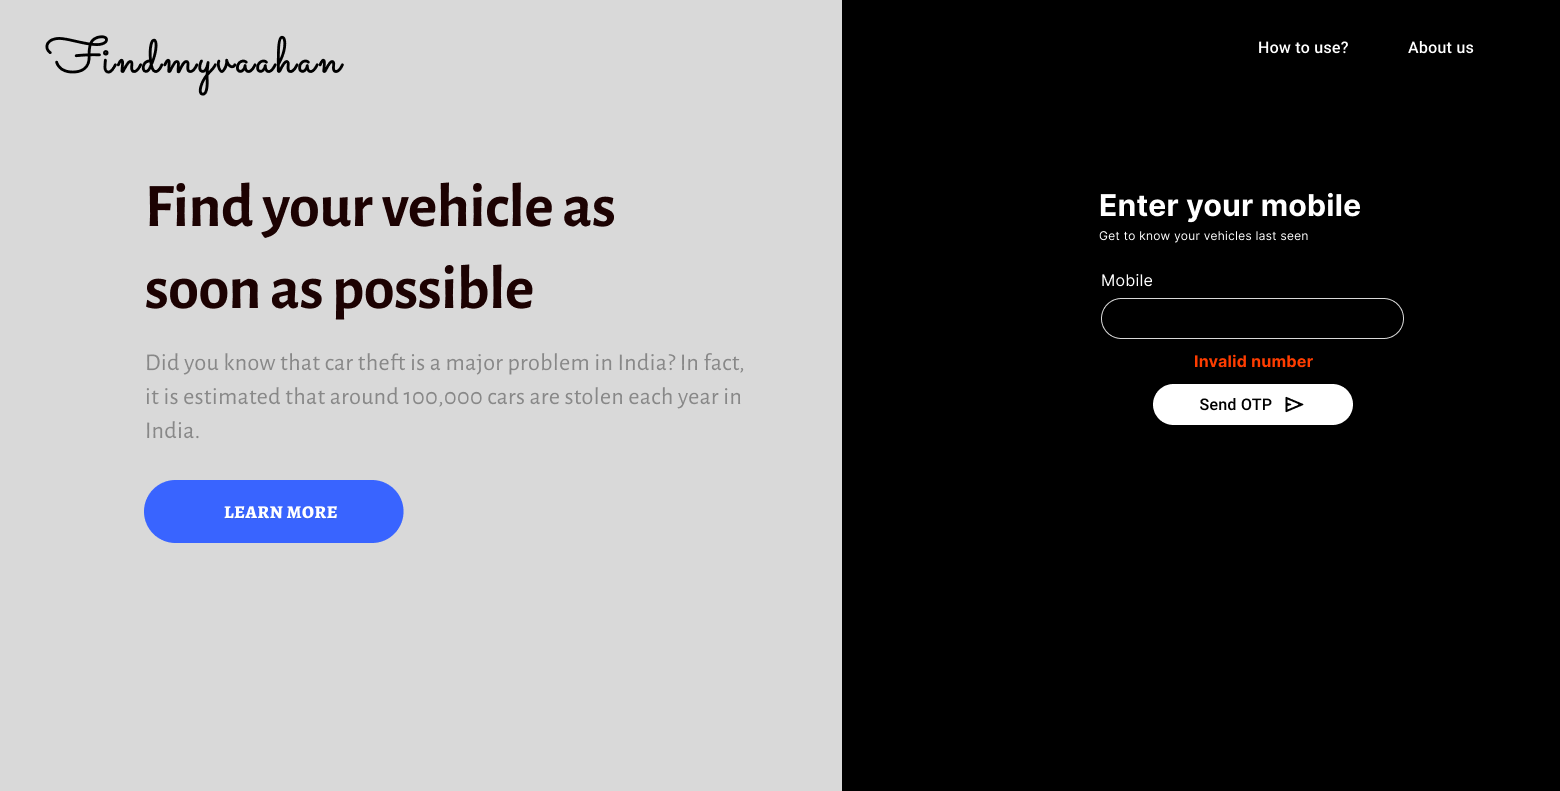 Findmyvaahan
How to use?
About us
Find your vehicle as
soon as possible
Did you know that car theft is a major problem in India? In fact,
it is estimated that around 100,000 cars are stolen each year in
India.
LEARN MORE
Enter your mobile
Get to know your vehicles last seen
Mobile
Invalid number
Send OTP